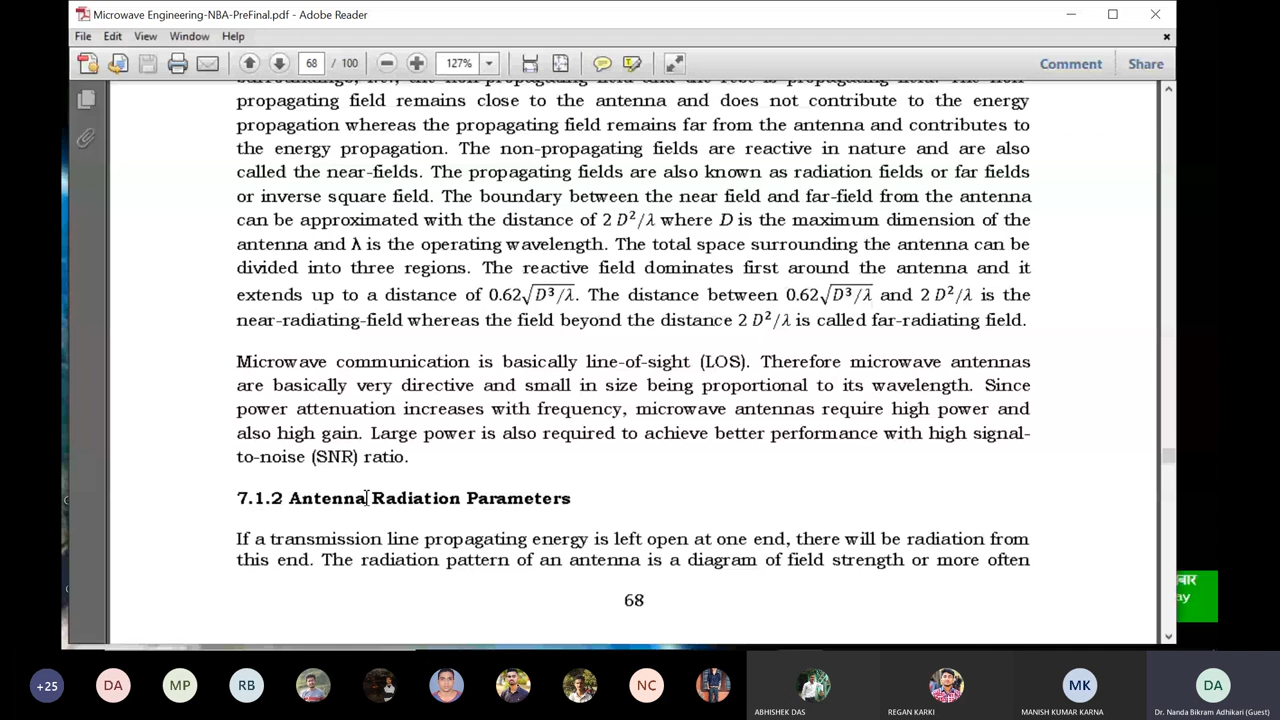 Microwave Engineering-NBA-PreFinal.pdf - Adobe Reader
File Edit View Window Help
68 / 100 127% Comment Share
propagating field remains close to the antenna and does not contribute to the energy
propagation whereas the propagating field remains far from the antenna and contributes to
the energy propagation. The non-propagating fields are reactive in nature and are also
called the near-fields. The propagating fields are also known as radiation fields or far fields
or inverse square field. The boundary between the near field and far-field from the antenna
can be approximated with the distance of 2 D²/λ where D is the maximum dimension of the
antenna and λ is the operating wavelength. The total space surrounding the antenna can be
divided into three regions. The reactive field dominates first around the antenna and it
extends up to a distance of 0.62√D³/λ. The distance between 0.62√D³/λ and 2 D²/λ is the
near-radiating-field whereas the field beyond the distance 2 D²/λ is called far-radiating field.
Microwave communication is basically line-of-sight (LOS). Therefore microwave antennas
are basically very directive and small in size being proportional to its wavelength. Since
power attenuation increases with frequency, microwave antennas require high power and
also high gain. Large power is also required to achieve better performance with high signal-
to-noise (SNR) ratio.
7.1.2 Antenna Radiation Parameters
If a transmission line propagating energy is left open at one end, there will be radiation from
this end. The radiation pattern of an antenna is a diagram of field strength or more often
68
बार
ay
+25 DA MP RB NC MK DA
ABHISHEK DAS REGAN KARKI MANISH KUMAR KARNA Dr. Nanda Bikram Adhikari (Guest)